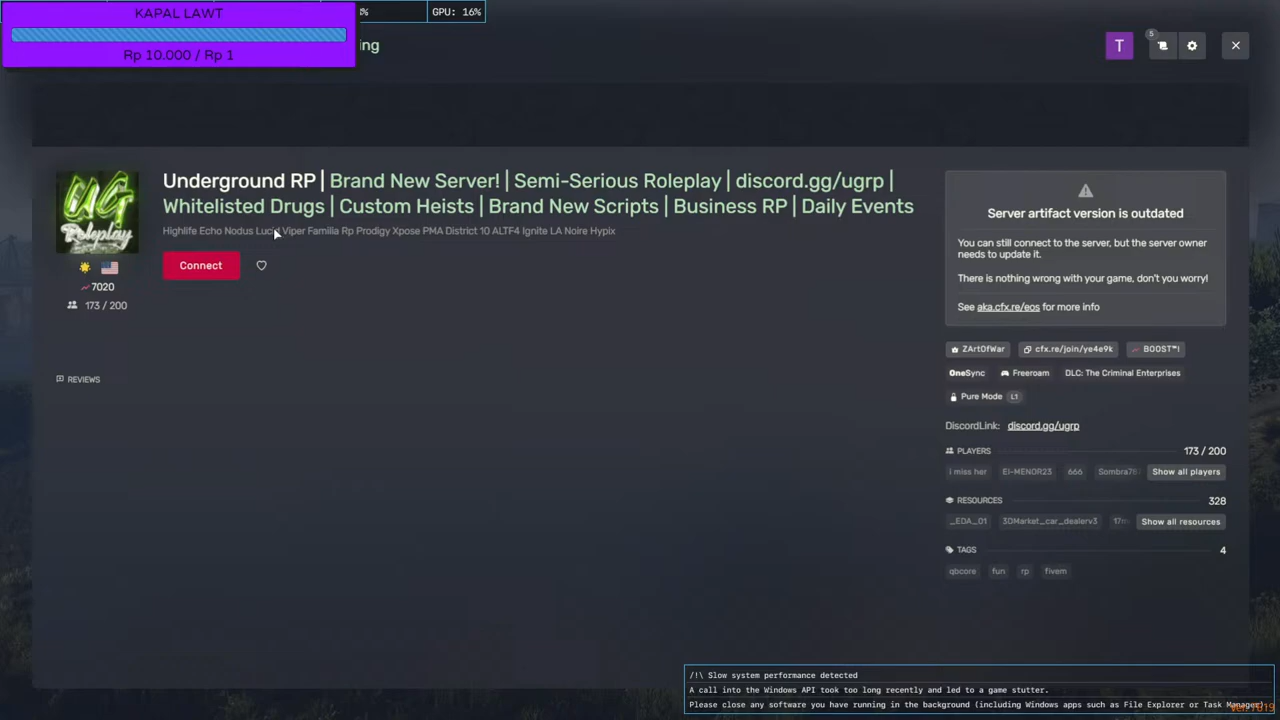 KAPAL LAWT
Rp 10.000 / Rp 1
% GPU: 16%
ng
T
5
UG
Roleplay
7020
173 / 200
Underground RP | Brand New Server! | Semi-Serious Roleplay | discord.gg/ugrp |
Whitelisted Drugs | Custom Heists | Brand New Scripts | Business RP | Daily Events
Highlife Echo Nodus Lucid Viper Familia Rp Prodigy Xpose PMA District 10 ALTF4 Ignite LA Noire Hypix
Connect
REVIEWS
Server artifact version is outdated
You can still connect to the server, but the server owner
needs to update it.
There is nothing wrong with your game, don't you worry!
See aka.cfx.re/eos for more info
ZArtOfWar cfx.re/join/ye4e9k BOOST™!
OneSync Freeroam DLC: The Criminal Enterprises
Pure Mode L1
DiscordLink: discord.gg/ugrp
PLAYERS 173 / 200
i miss her El-MENOR23 666 Sombra78 Show all players
RESOURCES 328
_EDA_01 3DMarket_car_dealerv3 17m Show all resources
TAGS 4
qbcore fun rp fivem
/!\ Slow system performance detected
A call into the Windows API took too long recently and led to a game stutter.
Please close any software you have running in the background (including Windows apps such as File Explorer or Task Manager).